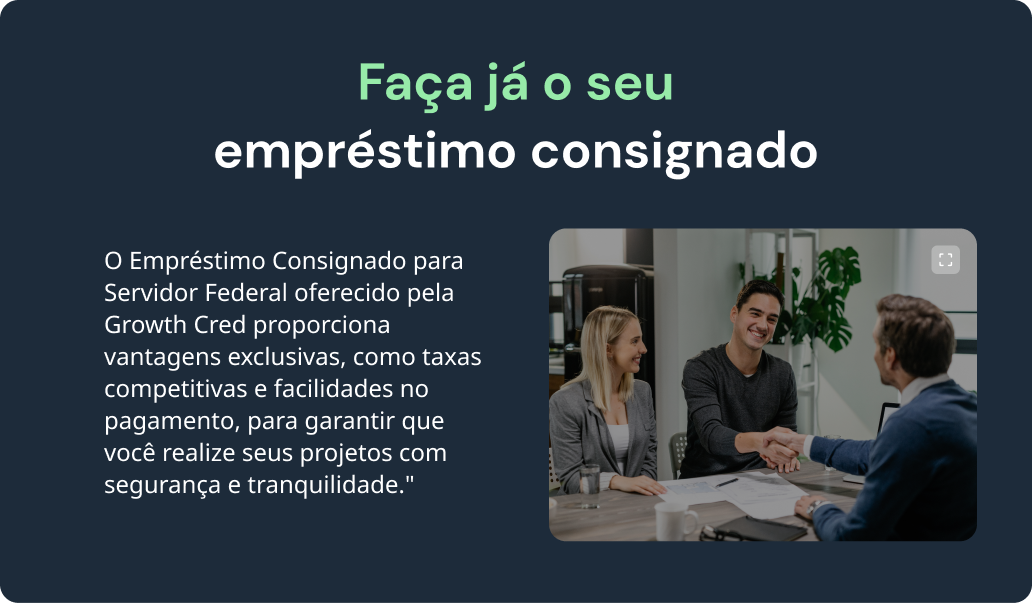 Faça já o seu
empréstimo consignado
O Empréstimo Consignado para
Servidor Federal oferecido pela
Growth Cred proporciona
vantagens exclusivas, como taxas
competitivas e facilidades no
pagamento, para garantir que
você realize seus projetos com
segurança e tranquilidade."